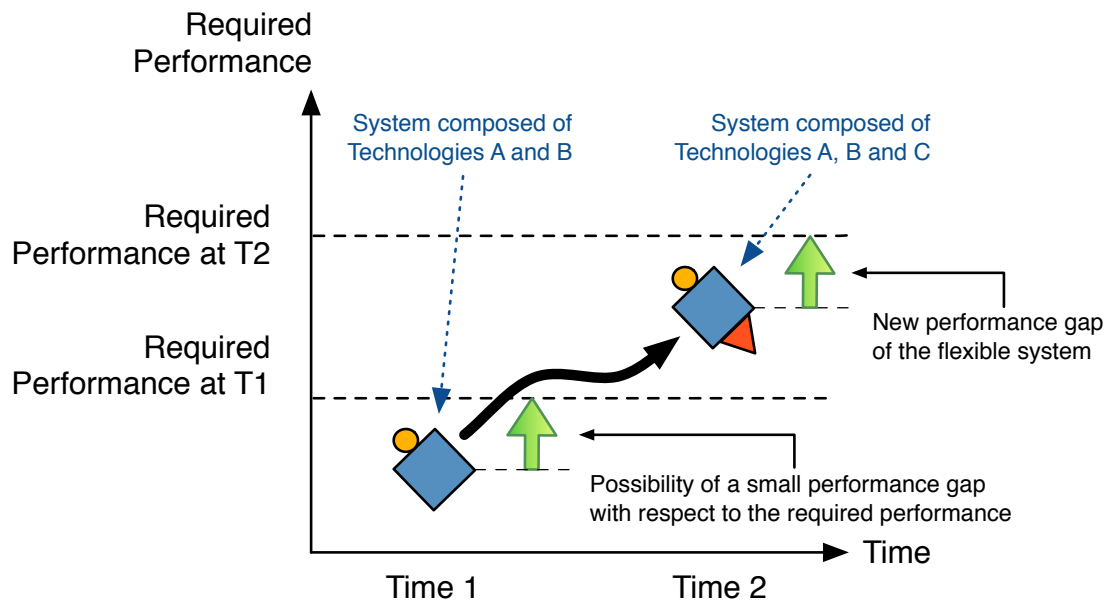 Required
Performance
System composed of
Technologies A and B
System composed of
Technologies A, B and C
Required
Performance at T2
New performance gap
of the flexible system
Required
Performance at T1
Possibility of a small performance gap
with respect to the required performance
Time
Time 1
Time 2